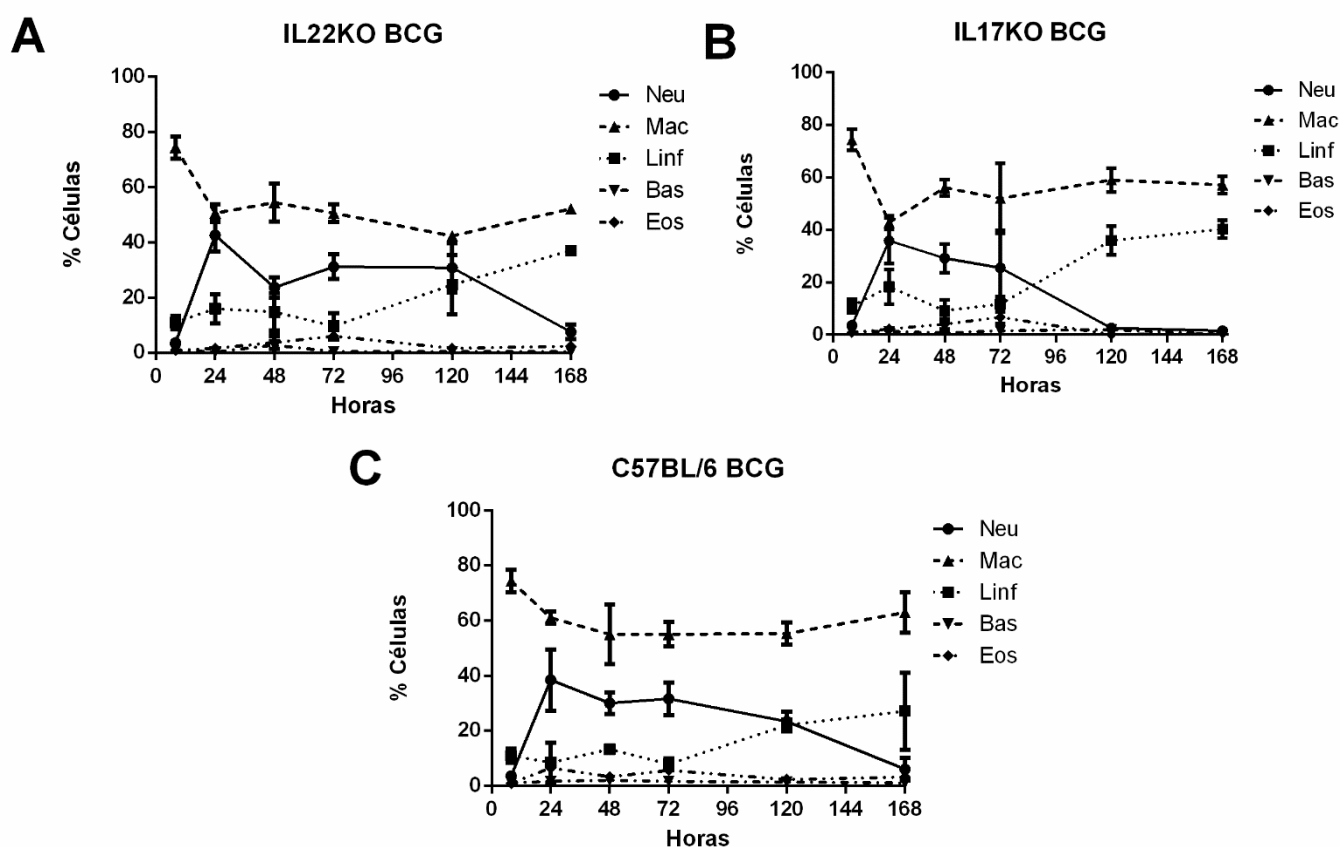 A
IL22KO BCG
% Células
100
80
60
40
20
0
0 24 48 72 96 120 144 168
Horas
Neu
Mac
Linf
Bas
Eos
B
IL17KO BCG
% Células
100
80
60
40
20
0
0 24 48 72 96 120 144 168
Horas
Neu
Mac
Linf
Bas
Eos
C
C57BL/6 BCG
% Células
100
80
60
40
20
0
0 24 48 72 96 120 144 168
Horas
Neu
Mac
Linf
Bas
Eos